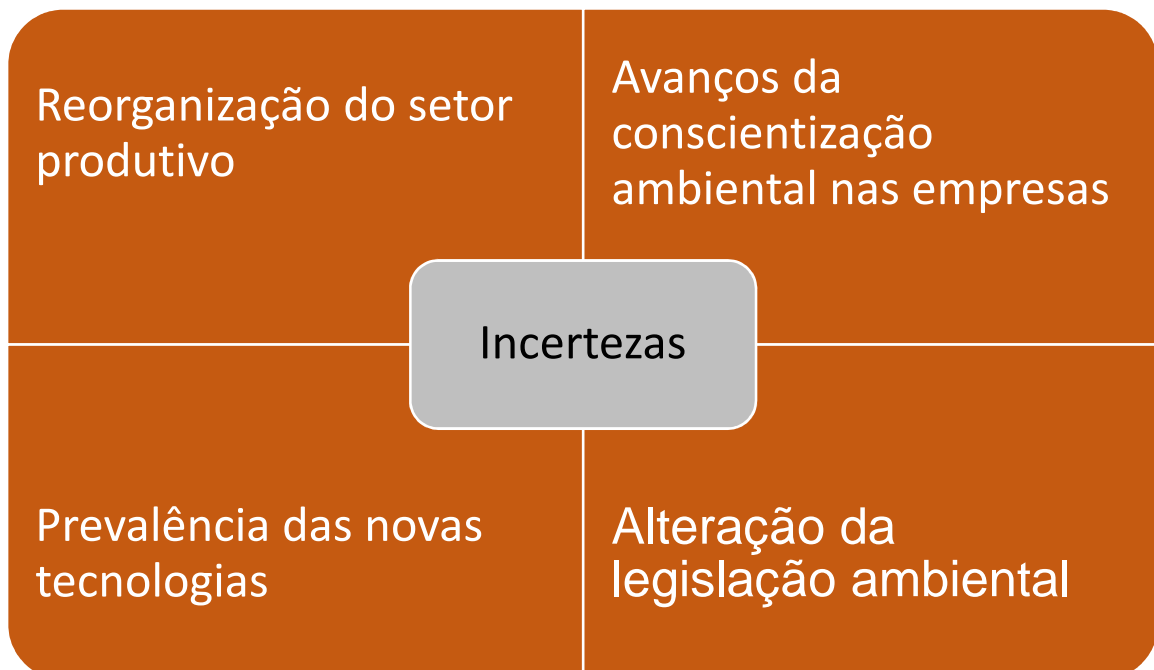 Reorganização do setor
produtivo
Avanços da
conscientização
ambiental nas empresas
Incertezas
Prevalência das novas
tecnologias
Alteração da
legislação ambiental